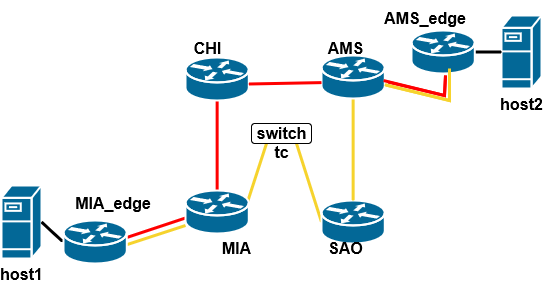 AMS_edge
CHI
AMS
host2
switch
tc
MIA_edge
MIA
SAO
host1